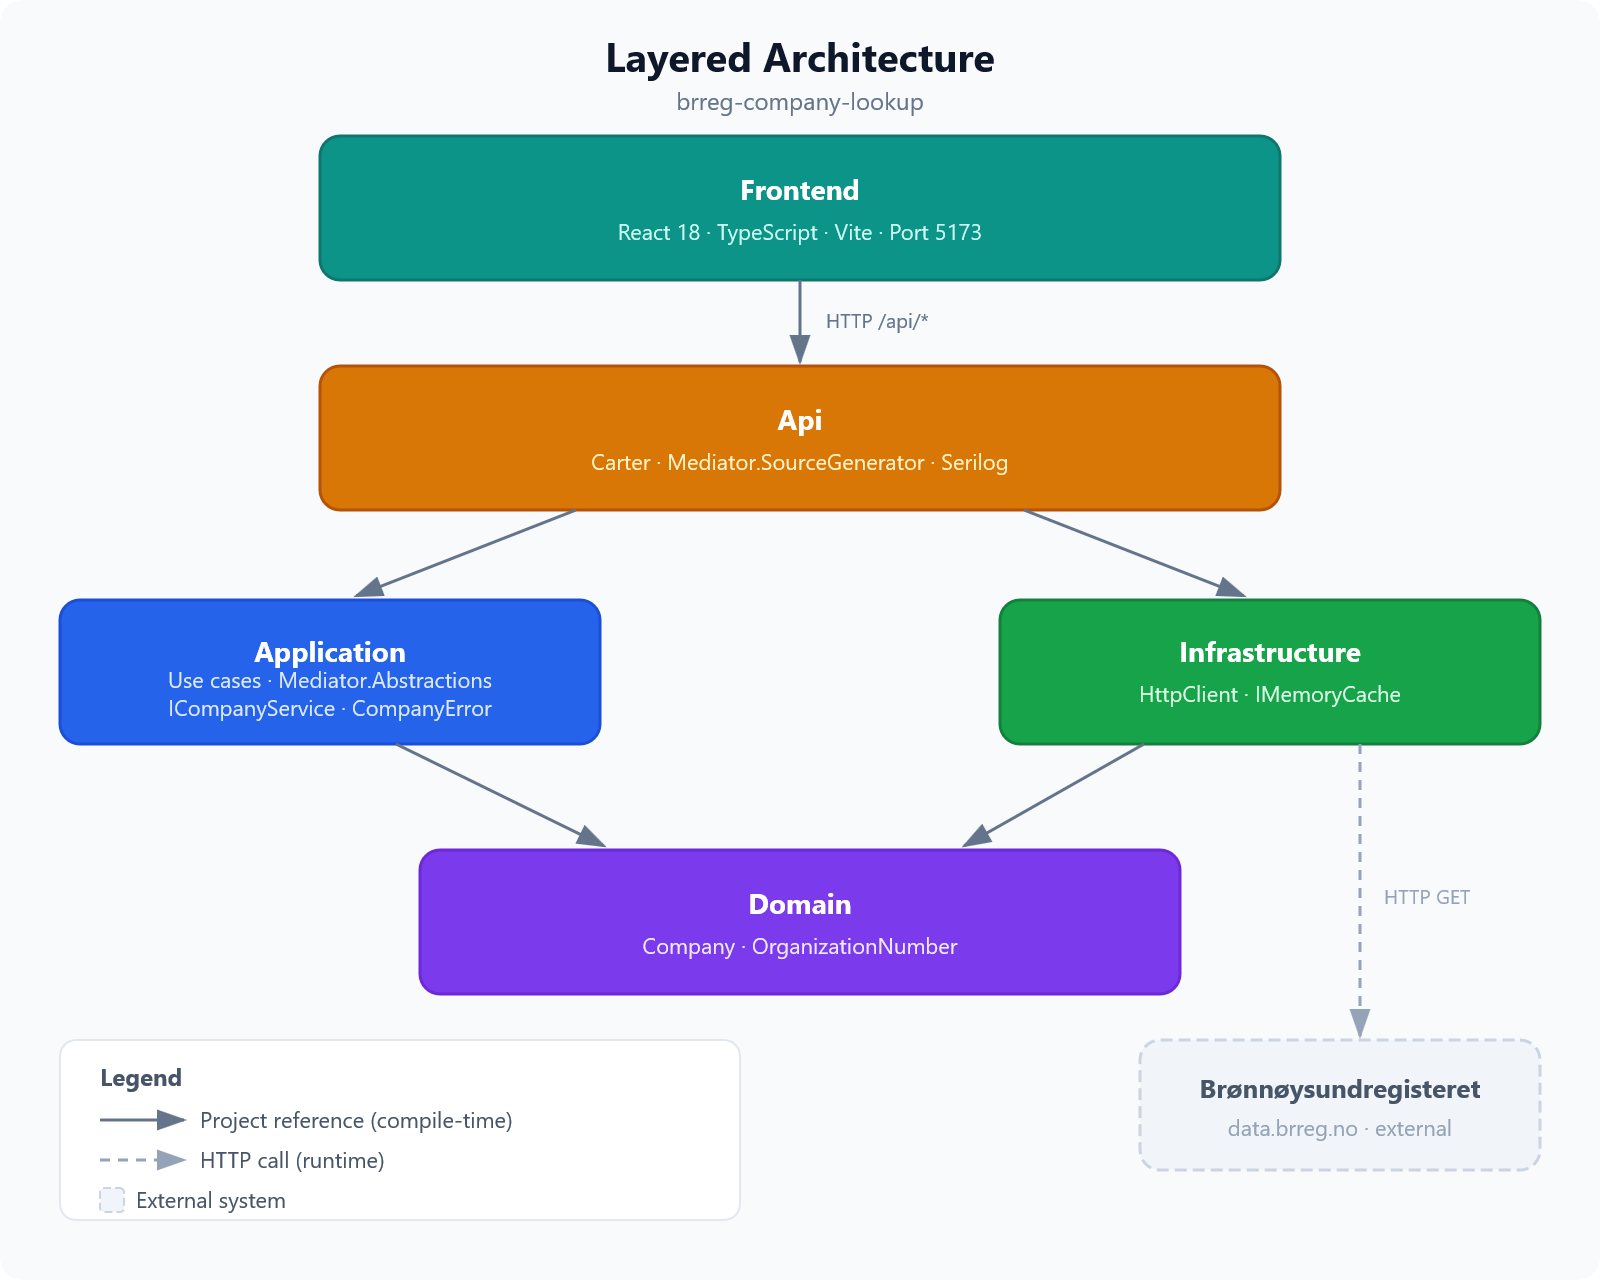 Layered Architecture
brreg-company-lookup
Frontend
React 18 · TypeScript · Vite · Port 5173
HTTP /api/*
Api
Carter · Mediator.SourceGenerator · Serilog
Application
Use cases · Mediator.Abstractions
ICompanyService · CompanyError
Infrastructure
HttpClient · IMemoryCache
HTTP GET
Domain
Company · OrganizationNumber
Legend
Project reference (compile-time)
HTTP call (runtime)
External system
Brønnøysundregisteret
data.brreg.no · external